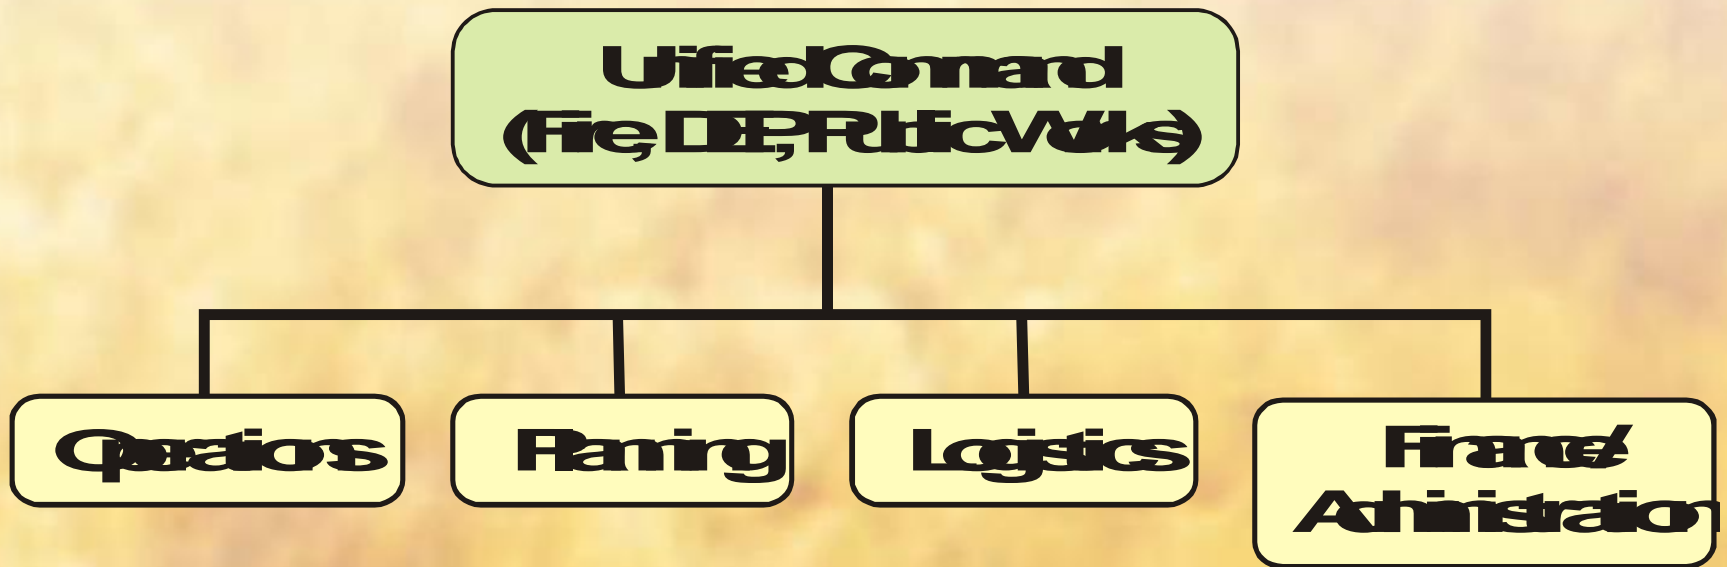 Unified Command
(Fire, DEP, Public Works)
Operations
Planning
Logistics
Finance/
Administration